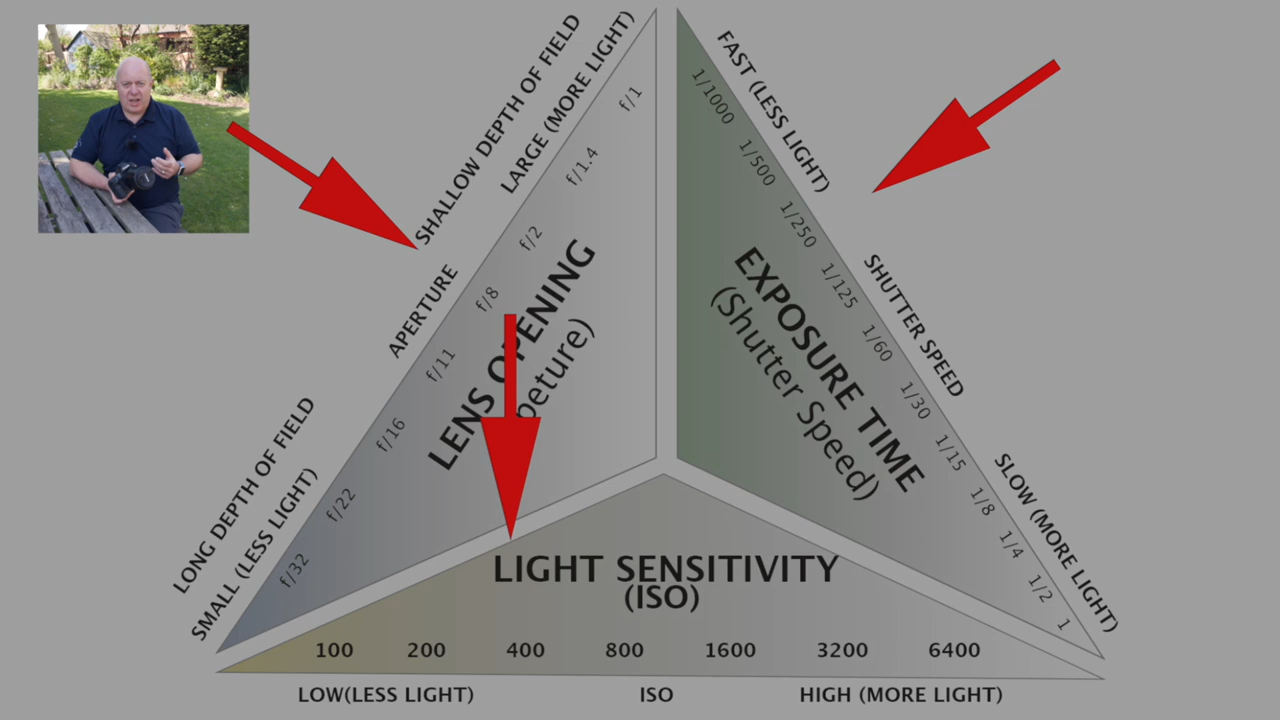 SHALLOW DEPTH OF FIELD
LARGE (MORE LIGHT)
APERTURE
LONG DEPTH OF FIELD
SMALL (LESS LIGHT)
f/1
f/1.4
f/2
f/8
f/11
f/16
f/22
f/32
LENS OPENING
peture)
FAST (LESS LIGHT)
SHUTTER SPEED
SLOW (MORE LIGHT)
1/1000
1/500
1/250
1/125
1/60
1/30
1/15
1/8
1/4
1/2
1
EXPOSURE TIME
(Shutter Speed)
LIGHT SENSITIVITY
(ISO)
100 200 400 800 1600 3200 6400
LOW(LESS LIGHT) ISO HIGH (MORE LIGHT)